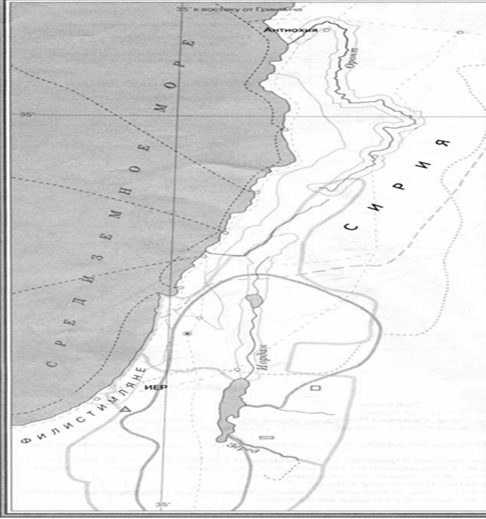 35° к востоку от Гринвича
Антиохия
Оронт
35°
СРЕДИЗЕМНОЕ МОРЕ
СИРИЯ
Иордан
ФИЛИСТИМЛЯНЕ
ИЕР
35°